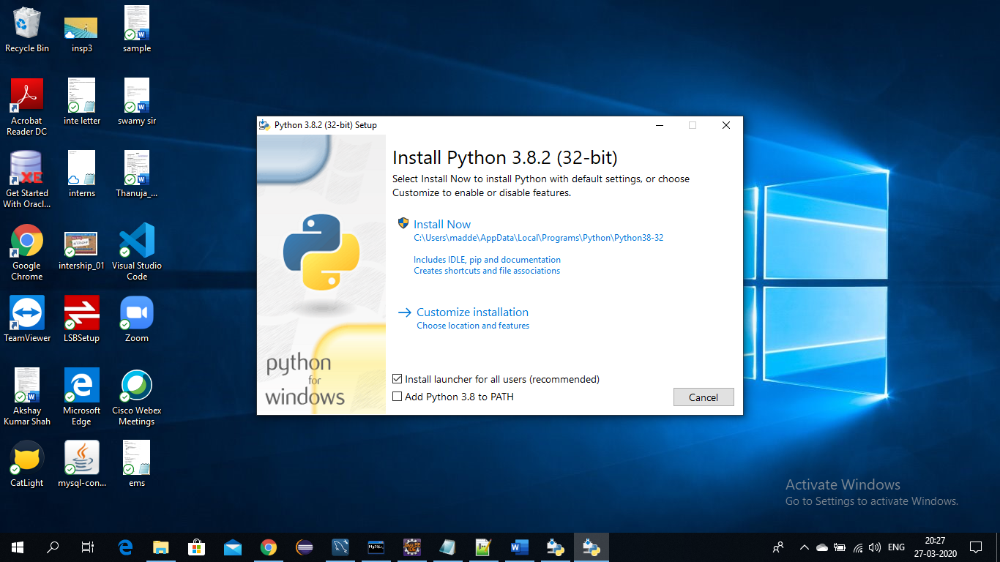 Recycle Bin
insp3
sample
Acrobat
Reader DC
inte letter
swamy sir
XE
Get Started
With Oracl...
interns
Thanuja_...
Google
Chrome
intership_01
Visual Studio
Code
TeamViewer
LSBSetup
Zoom
Akshay
Kumar Shah
Microsoft
Edge
Cisco Webex
Meetings
CatLight
mysql-con...
ems
Python 3.8.2 (32-bit) Setup
Install Python 3.8.2 (32-bit)
Select Install Now to install Python with default settings, or choose
Customize to enable or disable features.
Install Now
C:\Users\madde\AppData\Local\Programs\Python\Python38-32
Includes IDLE, pip and documentation
Creates shortcuts and file associations
Customize installation
Choose location and features
python
for
windows
Install launcher for all users (recommended)
Add Python 3.8 to PATH
Cancel
Activate Windows
Go to Settings to activate Windows.
ENG
20:27
27-03-2020